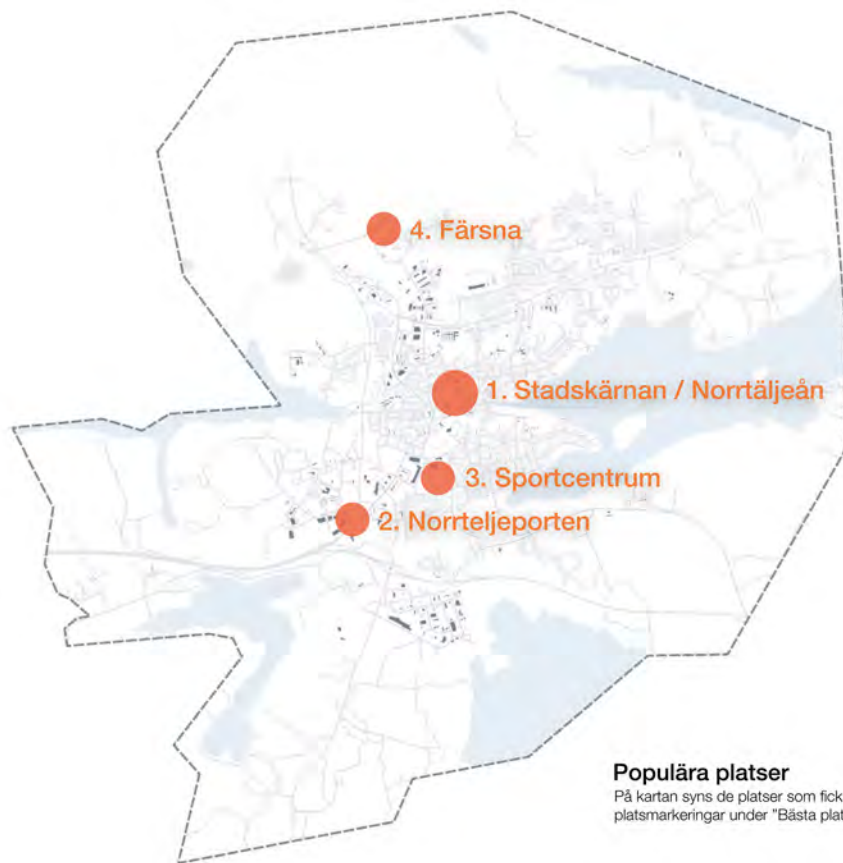 4. Färsna
1. Stadskärnan / Norrtäljeån
3. Sportcentrum
2. Norrteljeporten
Populära platser
På kartan syns de platser som fick
platsmarkeringar under "Bästa plat